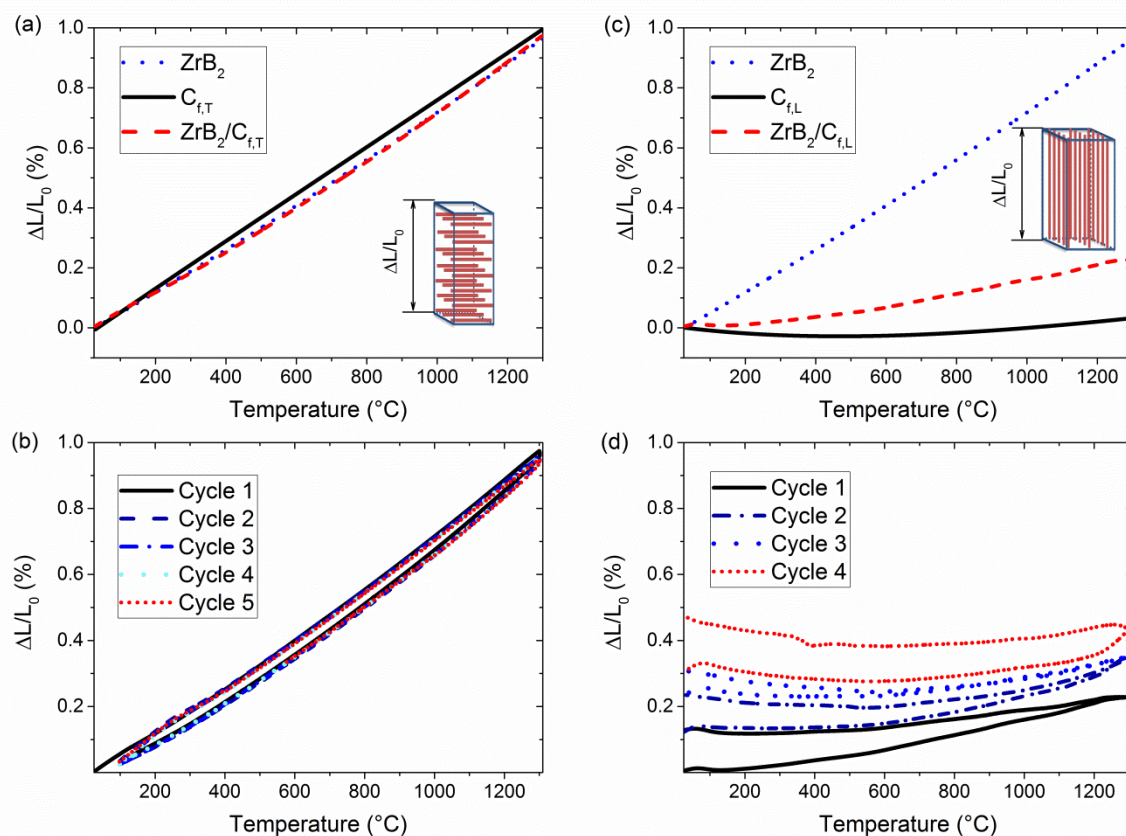 (a)
1.0
0.8
0.6
0.4
0.2
0.0
ΔL/L₀ (%)
ZrB₂
C_f,T
ZrB₂/C_f,T
ΔL/L₀
200 400 600 800 1000 1200
Temperature (°C)
(c)
1.0
0.8
0.6
0.4
0.2
0.0
ΔL/L₀ (%)
ZrB₂
C_f,L
ZrB₂/C_f,L
ΔL/L₀
200 400 600 800 1000 1200
Temperature (°C)
(b)
1.0
0.8
0.6
0.4
0.2
ΔL/L₀ (%)
Cycle 1
Cycle 2
Cycle 3
Cycle 4
Cycle 5
200 400 600 800 1000 1200
Temperature (°C)
(d)
1.0
0.8
0.6
0.4
0.2
ΔL/L₀ (%)
Cycle 1
Cycle 2
Cycle 3
Cycle 4
200 400 600 800 1000 1200
Temperature (°C)